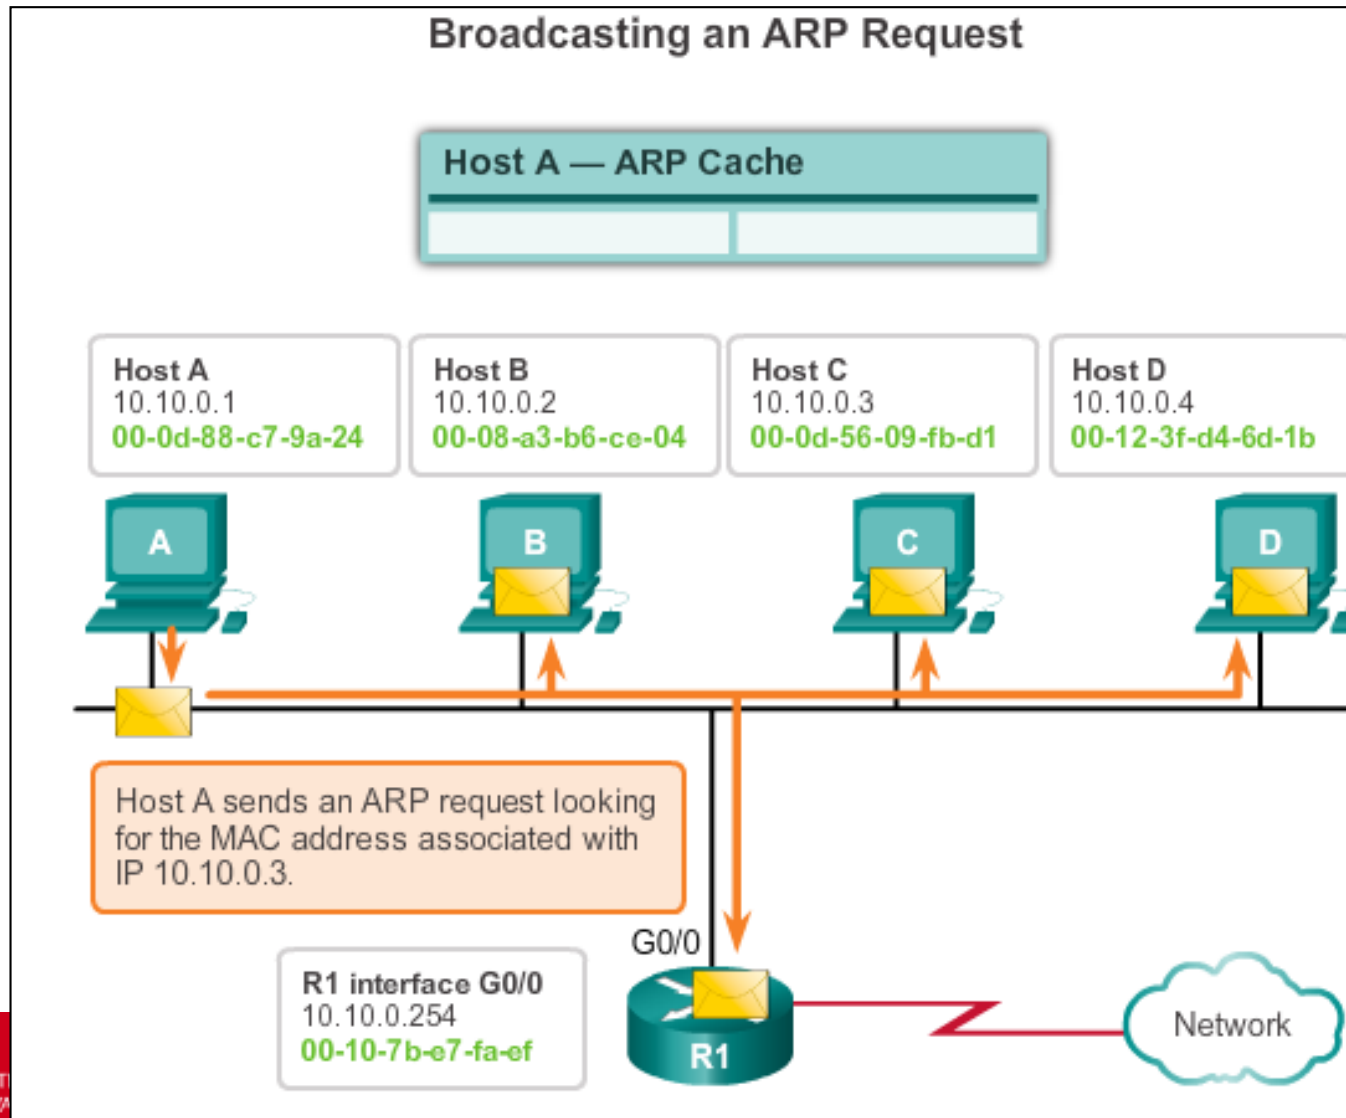 Broadcasting an ARP Request
Host A — ARP Cache
Host A
10.10.0.1
00-0d-88-c7-9a-24
Host B
10.10.0.2
00-08-a3-b6-ce-04
Host C
10.10.0.3
00-0d-56-09-fb-d1
Host D
10.10.0.4
00-12-3f-d4-6d-1b
A
B
C
D
Host A sends an ARP request looking
for the MAC address associated with
IP 10.10.0.3.
G0/0
R1 interface G0/0
10.10.0.254
00-10-7b-e7-fa-ef
R1
Network